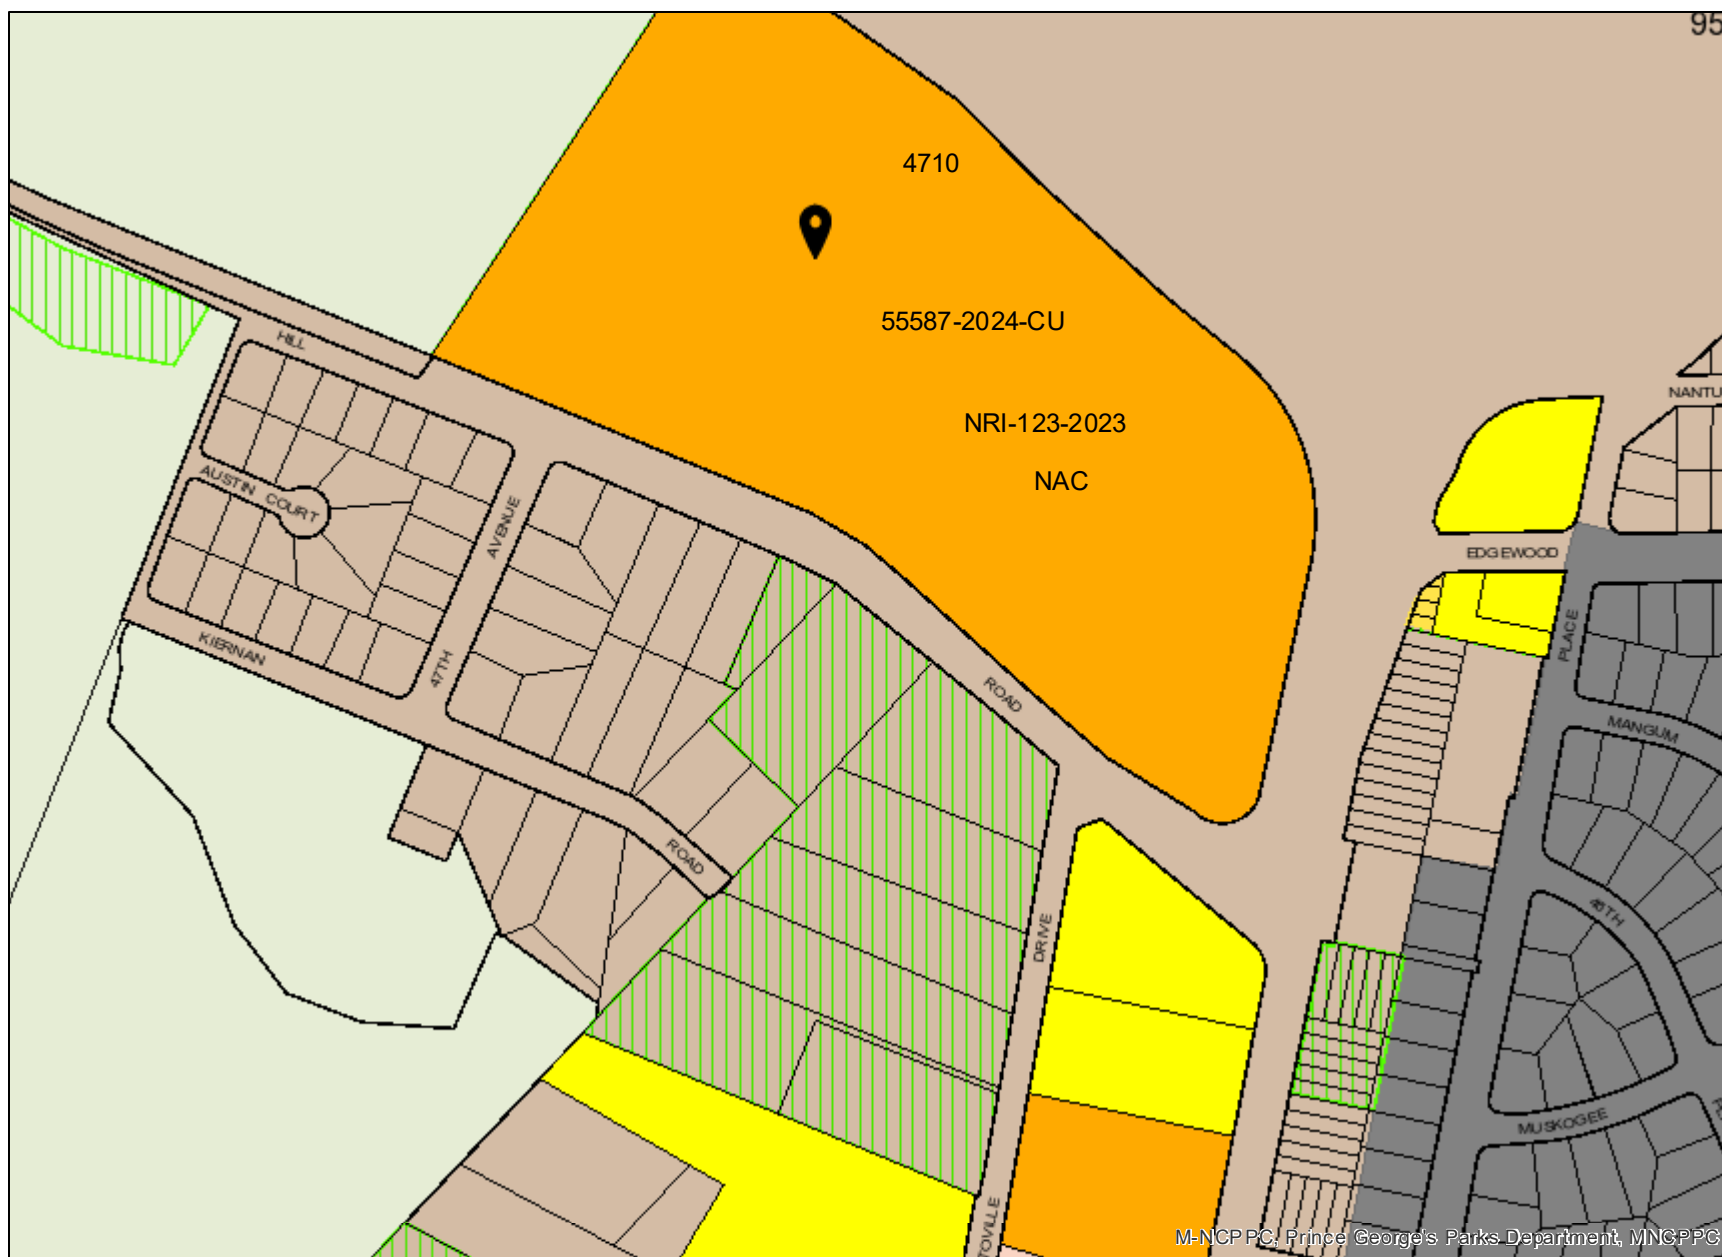 95
4710
55587-2024-CU
NRI-123-2023
NAC
HILL
AUSTIN COURT
AVENUE
47TH
KIERNAN
ROAD
ROAD
DRIVE
NANTU
EDGEWOOD
PLACE
MANGUM
46TH
MUSKOGEE
TOVILLE
M-NCPPC, Prince George's Parks Department, MNCPPC